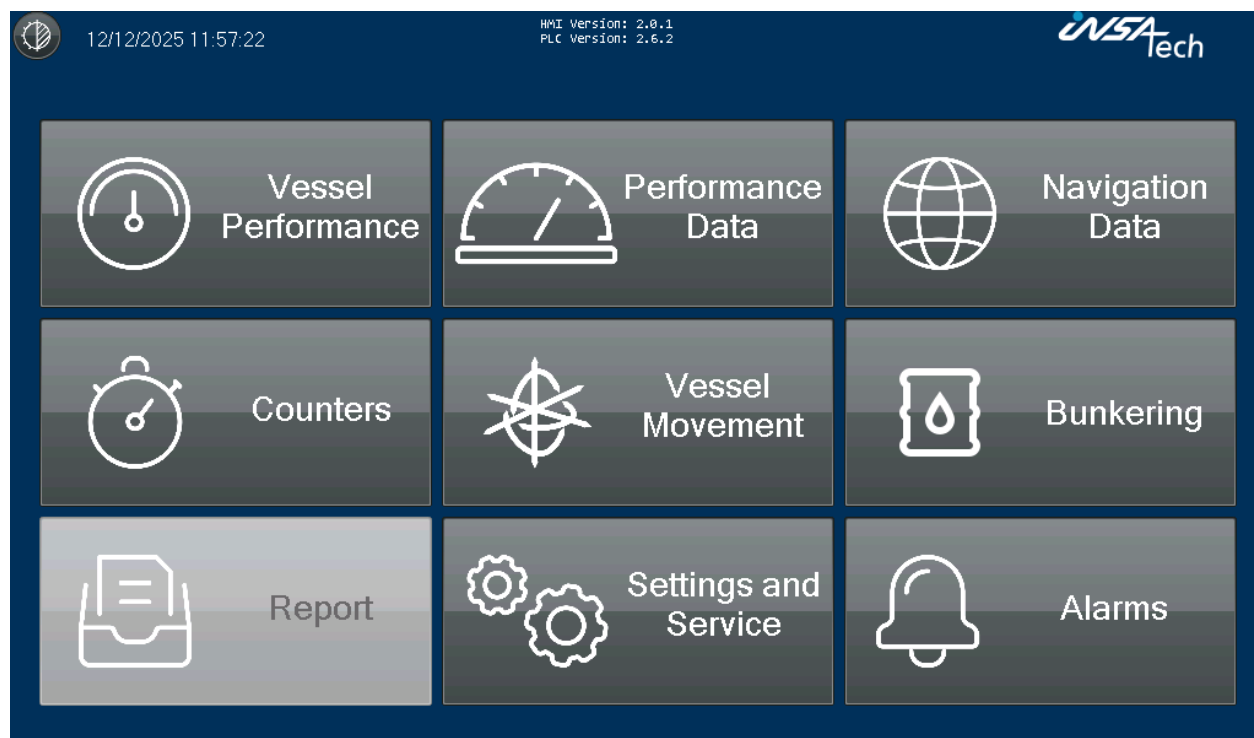 12/12/2025 11:57:22
HMI Version: 2.0.1
PLC Version: 2.6.2
iNSATech
Vessel
Performance
Performance
Data
Navigation
Data
Counters
Vessel
Movement
Bunkering
Report
Settings and
Service
Alarms